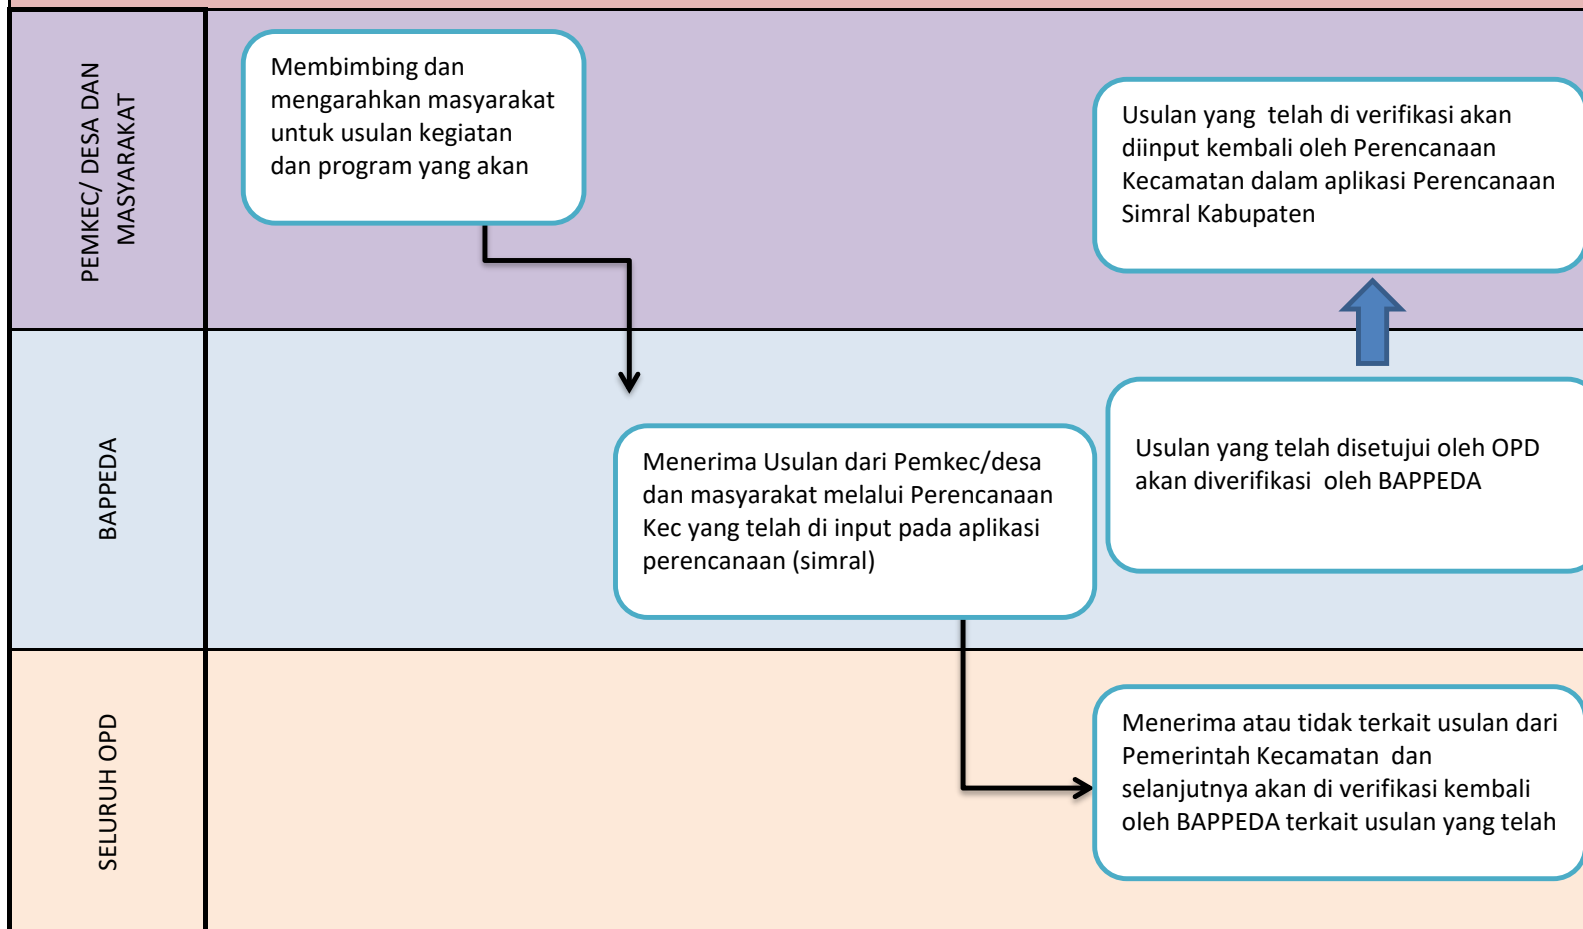 PEMKEC/ DESA DAN
MASYARAKAT
Membimbing dan
mengarahkan masyarakat
untuk usulan kegiatan
dan program yang akan
Usulan yang  telah di verifikasi akan
diinput kembali oleh Perencanaan
Kecamatan dalam aplikasi Perencanaan
Simral Kabupaten
BAPPEDA
Menerima Usulan dari Pemkec/desa
dan masyarakat melalui Perencanaan
Kec yang telah di input pada aplikasi
perencanaan (simral)
Usulan yang telah disetujui oleh OPD
akan diverifikasi  oleh BAPPEDA
SELURUH OPD
Menerima atau tidak terkait usulan dari
Pemerintah Kecamatan  dan
selanjutnya akan di verifikasi kembali
oleh BAPPEDA terkait usulan yang telah